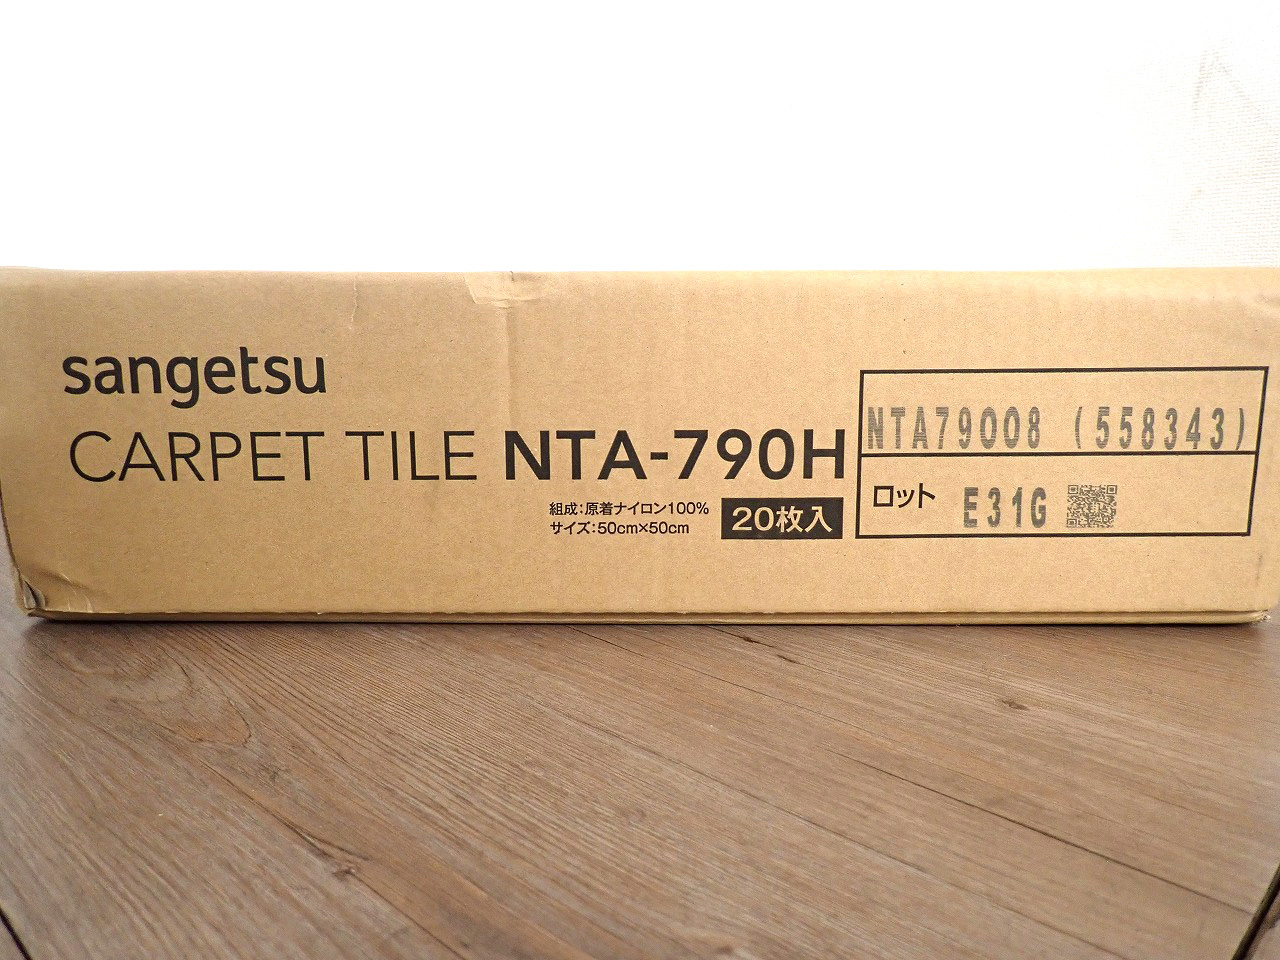 sangetsu
CARPET TILE NTA-790H
組成:原着ナイロン100%
サイズ:50cm×50cm
20枚入
NTA79008 (558343)
ロット E31G